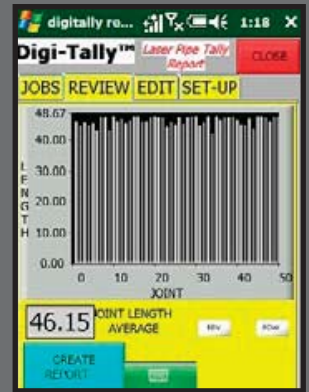 digitally re... 1:18 X
Digi-Tally™ Laser Pipe Tally
Report CLOSE
JOBS REVIEW EDIT SET-UP
48.67
40.00
30.00
20.00
10.00
0.00
LENGTH
0 10 20 30 40 50
JOINT
46.15 JOINT LENGTH
AVERAGE
CREATE
REPORT